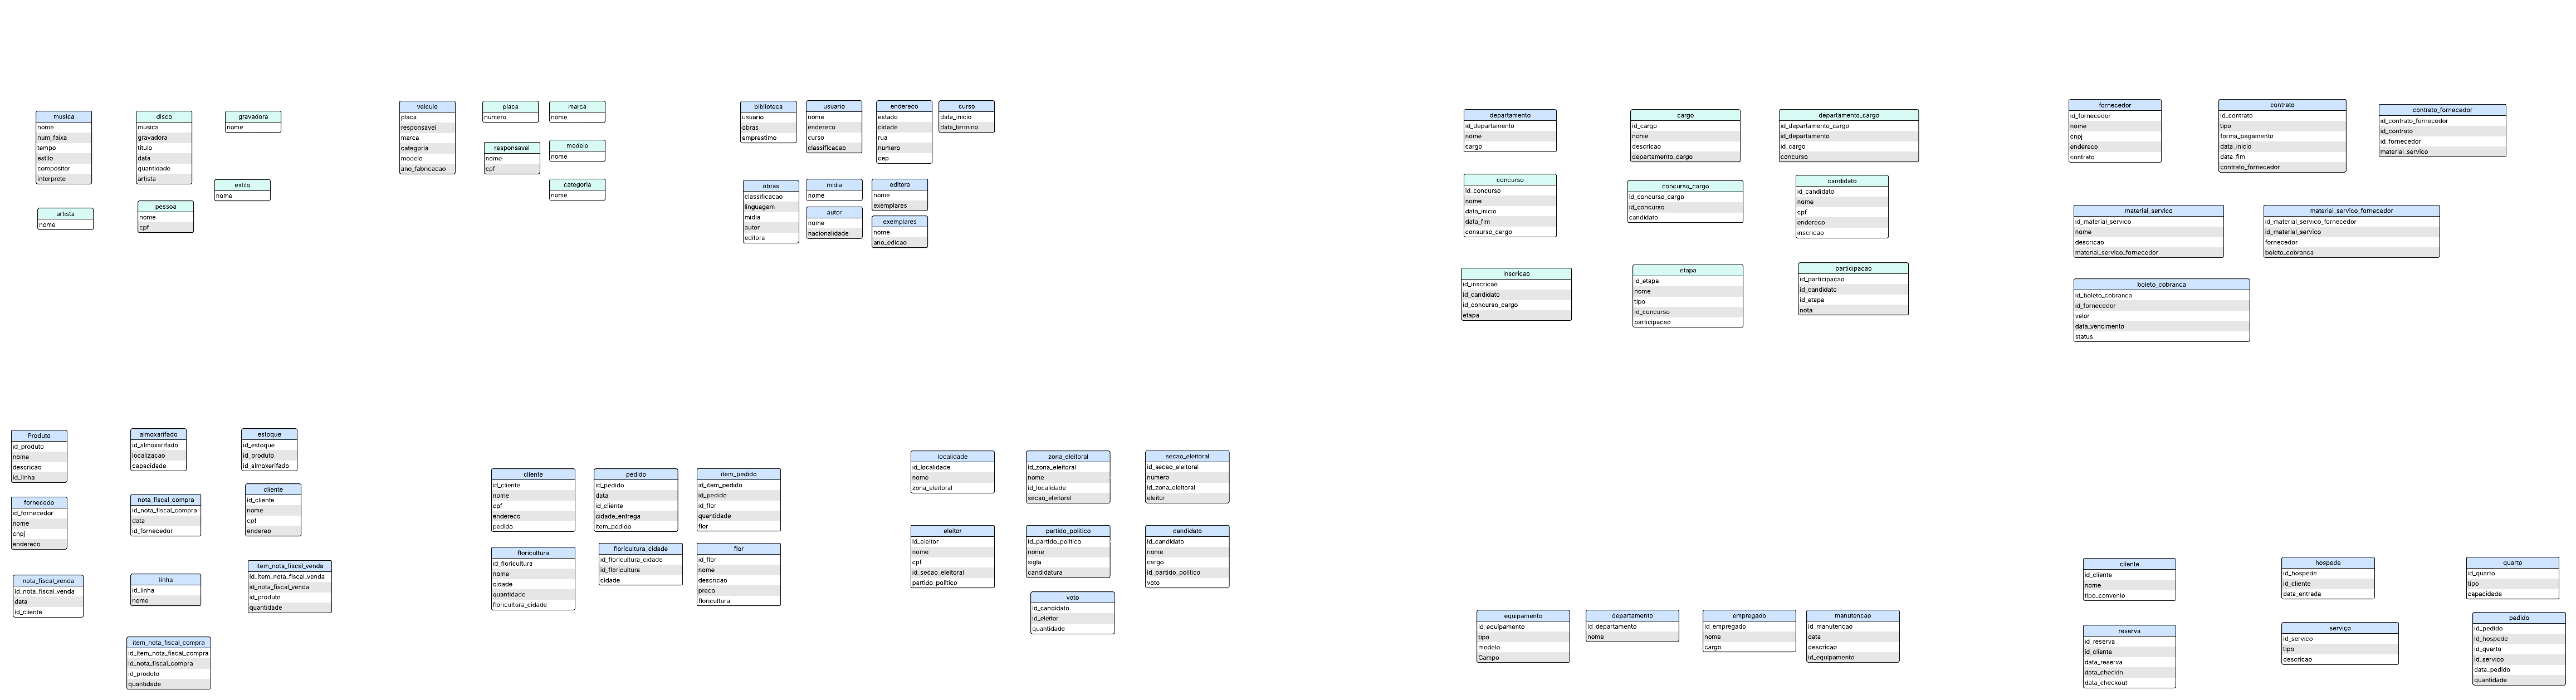 musica
nome
num_faixa
tempo
estilo
compositor
interprete
disco
musica
gravadora
titulo
data
quantidade
artista
gravadora
nome
estilo
nome
artista
nome
pessoa
nome
cpf
veiculo
placa
responsavel
marca
categoria
modelo
ano_fabricacao
placa
numero
marca
nome
responsavel
nome
cpf
modelo
nome
categoria
nome
biblioteca
usuario
obras
emprestimo
usuario
nome
endereco
curso
classificacao
endereco
estado
cidade
rua
numero
cep
curso
data_inicio
data_termino
obras
classificacao
linguagem
midia
autor
editora
midia
nome
autor
nome
nacionalidade
editora
nome
exemplares
exemplares
nome
ano_edicao
departamento
id_departamento
nome
cargo
cargo
id_cargo
nome
descricao
departamento_cargo
departamento_cargo
id_departamento_cargo
id_departamento
id_cargo
concurso
concurso
id_concurso
nome
data_inicio
data_fim
consurso_cargo
concurso_cargo
id_concurso_cargo
id_concurso
candidato
candidato
id_candidato
nome
cpf
endereco
inscricao
inscricao
id_inscricao
id_candidato
id_concurso_cargo
etapa
etapa
id_etapa
nome
tipo
id_concurso
participacao
participacao
id_participacao
id_candidato
id_etapa
nota
fornecedor
id_fornecedor
nome
cnpj
endereco
contrato
contrato
id_contrato
tipo
forma_pagamento
data_inicio
data_fim
contrato_fornecedor
contrato_fornecedor
id_contrato_fornecedor
id_contrato
id_fornecedor
material_servico
material_servico
id_material_servico
nome
descricao
material_servico_fornecedor
material_servico_fornecedor
id_material_servico_fornecedor
id_material_servico
fornecedor
boleto_cobranca
boleto_cobranca
id_boleto_cobranca
id_fornecedor
valor
data_vencimento
status
Produto
id_produto
nome
descricao
id_linha
almoxarifado
id_almoxarifado
localizacao
capacidade
estoque
id_estoque
id_produto
id_almoxerifado
fornecedo
id_fornecedor
nome
cnpj
endereco
nota_fiscal_compra
id_nota_fiscal_compra
data
id_fornecedor
cliente
id_cliente
nome
cpf
endereo
nota_fiscal_venda
id_nota_fiscal_venda
data
id_cliente
linha
id_linha
nome
item_nota_fiscal_venda
id_item_nota_fiscal_venda
id_nota_fiscal_venda
id_produto
quantidade
item_nota_fiscal_compra
id_item_nota_fiscal_compra
id_nota_fiscal_compra
id_produto
quantidade
cliente
id_cliente
nome
cpf
endereco
pedido
pedido
id_pedido
data
id_cliente
cidade_entrega
item_pedido
item_pedido
id_item_pedido
id_pedido
id_flor
quantidade
flor
floricultura
id_floricultura
nome
cidade
quantidade
floricultura_cidade
floricultura_cidade
id_floricultura_cidade
id_floricultura
cidade
flor
id_flor
nome
descricao
preco
floricultura
localidade
id_localidade
nome
zona_eleitoral
zona_eleitoral
id_zona_eleitoral
nome
id_localidade
secao_eleitoral
secao_eleitoral
id_secao_eleitoral
numero
id_zona_eleitoral
eleitor
eleitor
id_eleitor
nome
cpf
id_secao_eleitoral
partido_politico
partido_politico
id_partido_politico
nome
sigla
candidatura
candidato
id_candidato
nome
cargo
id_partido_politico
voto
voto
id_candidato
id_eleitor
quantidade
equipamento
id_equipamento
tipo
modelo
Campo
departamento
id_departamento
nome
empregado
id_empregado
nome
cargo
manutencao
id_manutencao
data
descricao
id_equipamento
cliente
id_cliente
nome
tipo_convenio
hospede
id_hospede
id_cliente
data_entrada
quarto
id_quarto
tipo
capacidade
reserva
id_reserva
id_cliente
data_reserva
data_checkin
data_checkout
serviço
id_servico
tipo
descricao
pedido
id_pedido
id_hospede
id_quarto
id_servico
data_pedido
quantidade